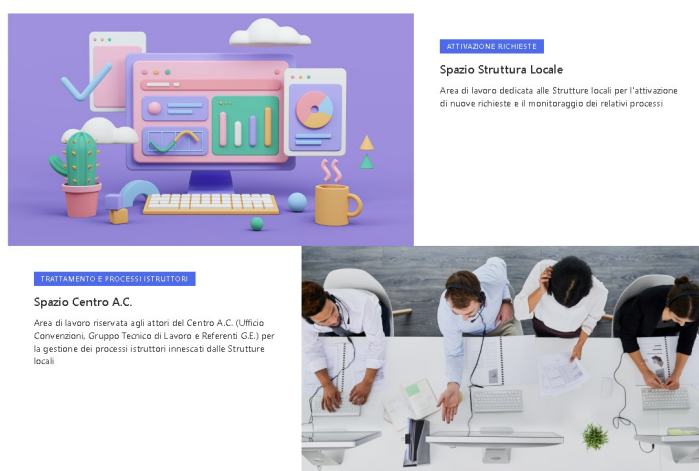 ATTIVAZIONE RICHIESTE
Spazio Struttura Locale
Area di lavoro dedicata alle Strutture locali per l'attivazione
di nuove richieste e il monitoraggio dei relativi processi
TRATTAMENTO E PROCESSI ISTRUTTORI
Spazio Centro A.C.
Area di lavoro riservata agli attori del Centro A.C. (Ufficio
Convenzioni, Gruppo Tecnico di Lavoro e Referenti G.E.) per
la gestione dei processi istruttori innescati dalle Strutture
locali